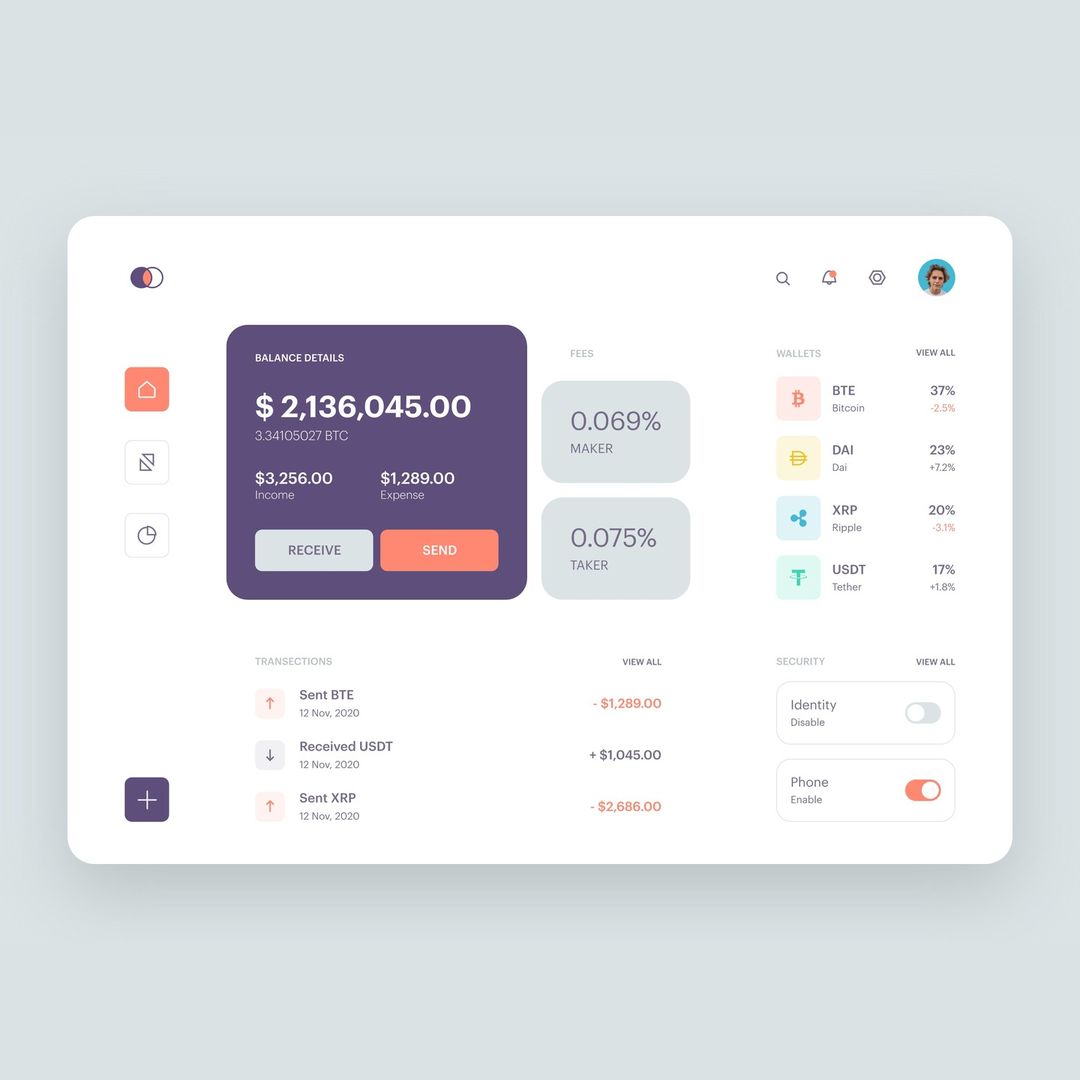 BALANCE DETAILS
$ 2,136,045.00
3.34105027 BTC
$3,256.00
Income
$1,289.00
Expense
RECEIVE
SEND
FEES
0.069%
MAKER
0.075%
TAKER
WALLETS
VIEW ALL
BTE
37%
Bitcoin
-2.5%
DAI
23%
Dai
+7.2%
XRP
20%
Ripple
-3.1%
USDT
17%
Tether
+1.8%
TRANSECTIONS
VIEW ALL
Sent BTE
12 Nov, 2020
- $1,289.00
Received USDT
12 Nov, 2020
+ $1,045.00
Sent XRP
12 Nov, 2020
- $2,686.00
SECURITY
VIEW ALL
Identity
Disable
Phone
Enable